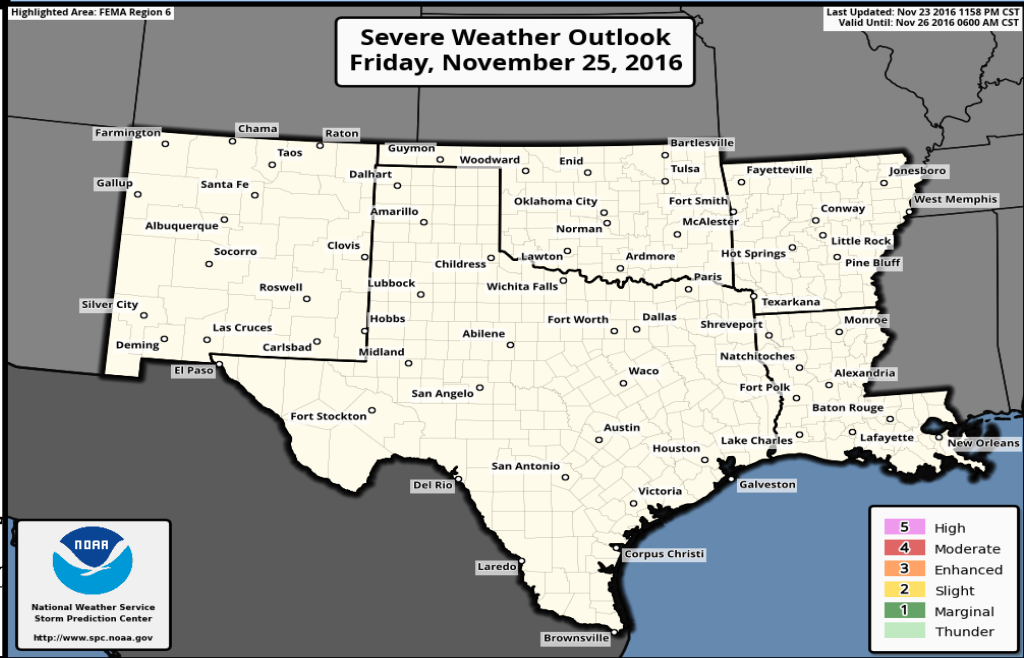 Highlighted Area: FEMA Region 6
Last Updated: Nov 23 2016 1158 PM CST
Valid Until: Nov 26 2016 0600 AM CST
Severe Weather Outlook
Friday, November 25, 2016
Farmington
Chama
Raton
Taos
Guymon
Woodward
Enid
Bartlesville
Tulsa
Fayetteville
Jonesboro
Gallup
Santa Fe
Dalhart
Oklahoma City
Fort Smith
West Memphis
Albuquerque
Amarillo
Norman
McAlester
Conway
Little Rock
Socorro
Clovis
Childress
Lawton
Ardmore
Hot Springs
Pine Bluff
Roswell
Lubbock
Wichita Falls
Paris
Texarkana
Silver City
Las Cruces
Hobbs
Abilene
Fort Worth
Dallas
Shreveport
Monroe
Deming
Carlsbad
Midland
Natchitoches
El Paso
San Angelo
Waco
Fort Polk
Alexandria
Fort Stockton
Austin
Baton Rouge
Houston
Lake Charles
Lafayette
New Orleans
Del Rio
San Antonio
Victoria
Galveston
Laredo
Corpus Christi
Brownsville
NOAA
National Weather Service
Storm Prediction Center
http://www.spc.noaa.gov
5 High
4 Moderate
3 Enhanced
2 Slight
1 Marginal
Thunder